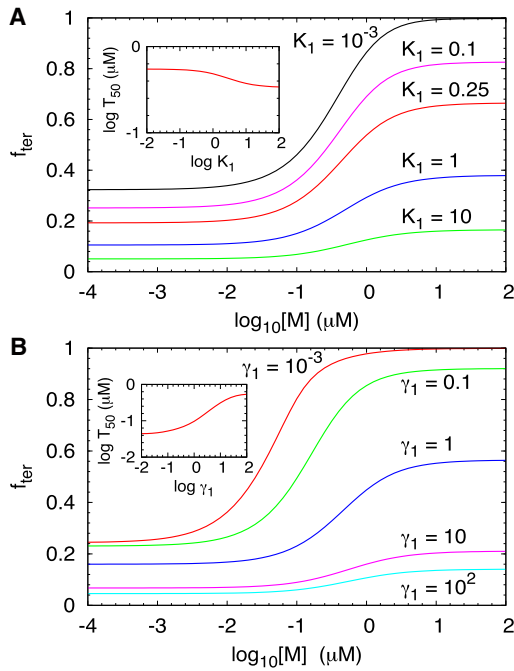 A
1
0.8
0.6
0.4
0.2
0
f_ter
K₁ = 10⁻³
K₁ = 0.1
K₁ = 0.25
K₁ = 1
K₁ = 10
0
-1
log T₅₀ (μM)
-2 -1 0 1 2
log K₁
-4 -3 -2 -1 0 1 2
log₁₀[M] (μM)
B
1
0.8
0.6
0.4
0.2
0
f_ter
γ₁ = 10⁻³
γ₁ = 0.1
γ₁ = 1
γ₁ = 10
γ₁ = 10²
0
-1
-2
log T₅₀ (μM)
-2 -1 0 1 2
log γ₁
-4 -3 -2 -1 0 1 2
log₁₀[M] (μM)